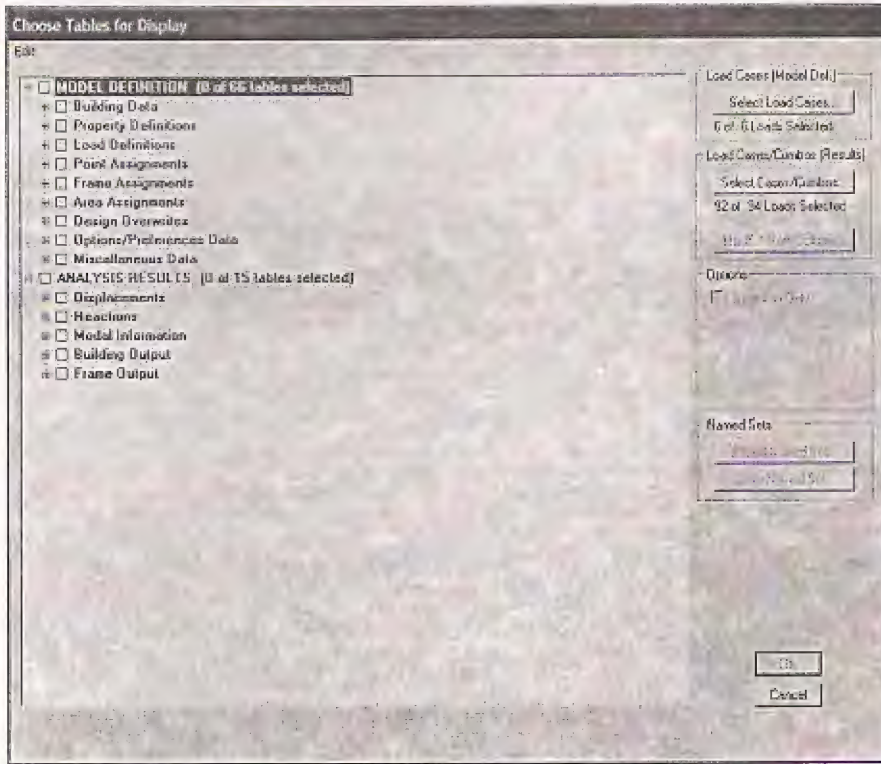 Choose Tables for Display
Edit
MODEL DEFINITION (0 of 66 tables selected)
Building Data
Property Definitions
Load Definitions
Point Assignments
Frame Assignments
Area Assignments
Design Overwrites
Options/Preferences Data
Miscellaneous Data
ANALYSIS RESULTS (0 of 15 tables selected)
Displacements
Reactions
Modal Information
Building Output
Frame Output
Load Cases (Model Def.)
Select Load Cases...
6 of 6 Loads Selected
Load Cases/Combos (Results)
Select Cases/Combos...
92 of 94 Loads Selected
Options
Named Sets
OK
Cancel